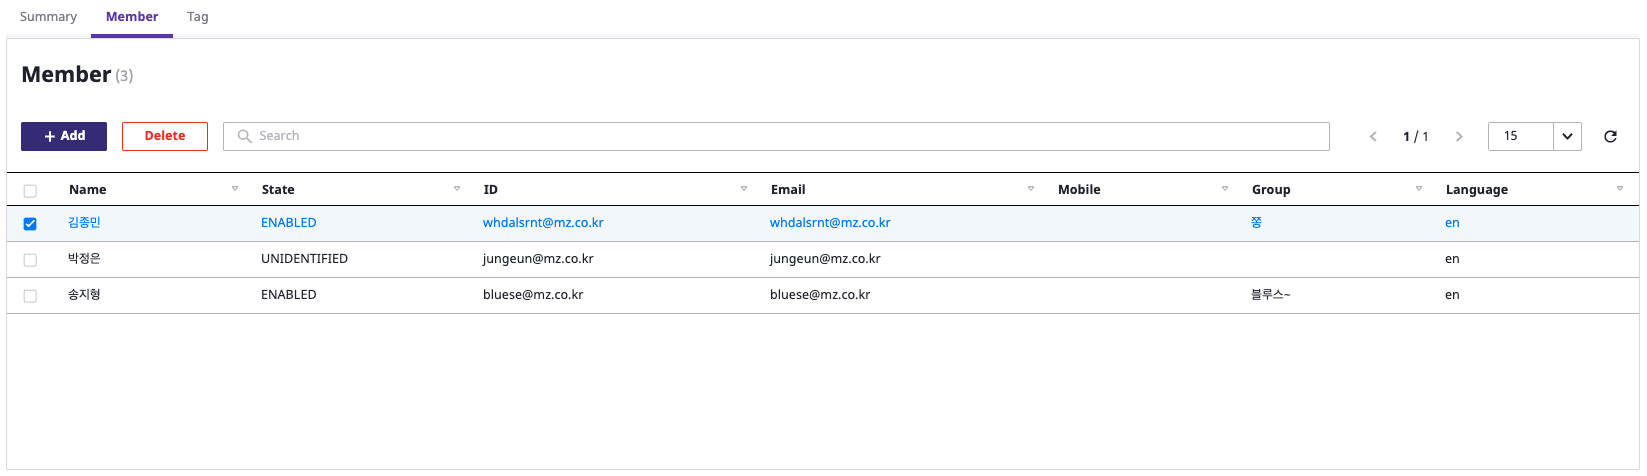 Summary Member Tag
Member (3)
+ Add Delete Search 1 / 1 15
Name State ID Email Mobile Group Language
김종민 ENABLED whdalsrnt@mz.co.kr whdalsrnt@mz.co.kr 쫑 en
박정은 UNIDENTIFIED jungeun@mz.co.kr jungeun@mz.co.kr en
송지형 ENABLED bluese@mz.co.kr bluese@mz.co.kr 블루스~ en